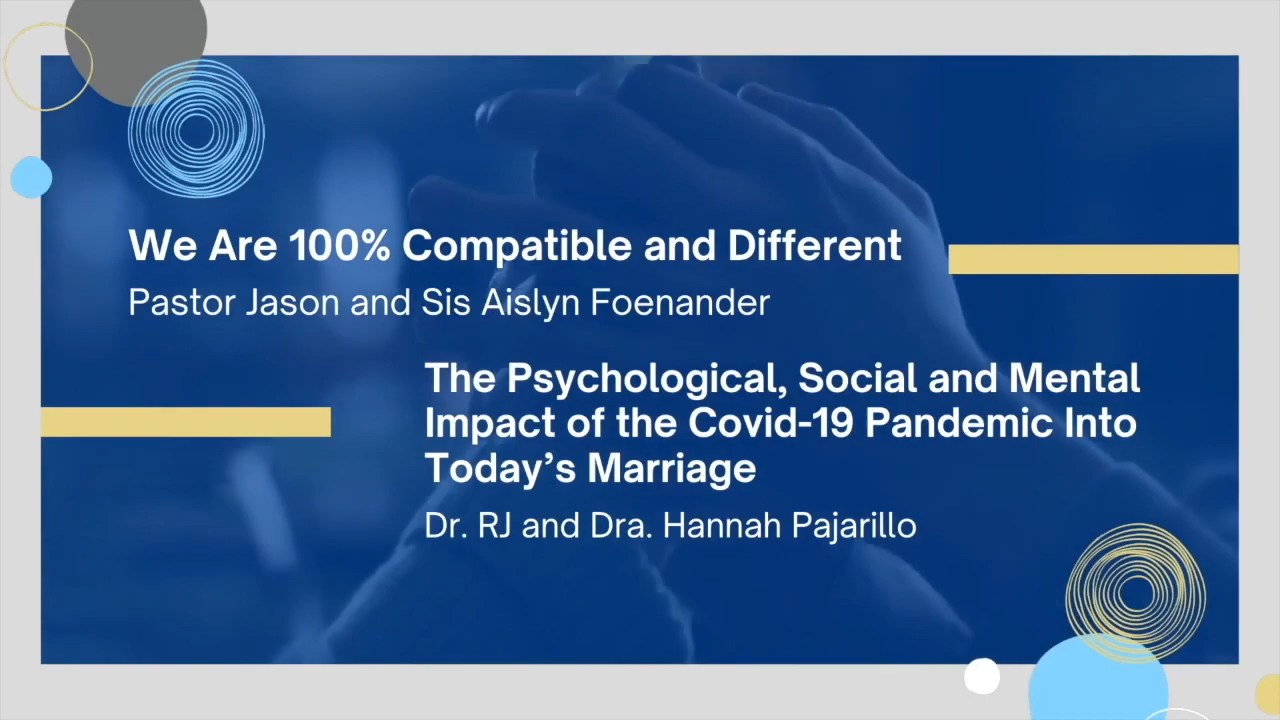 We Are 100% Compatible and Different
Pastor Jason and Sis Aislyn Foenander
The Psychological, Social and Mental
Impact of the Covid-19 Pandemic Into
Today’s Marriage
Dr. RJ and Dra. Hannah Pajarillo